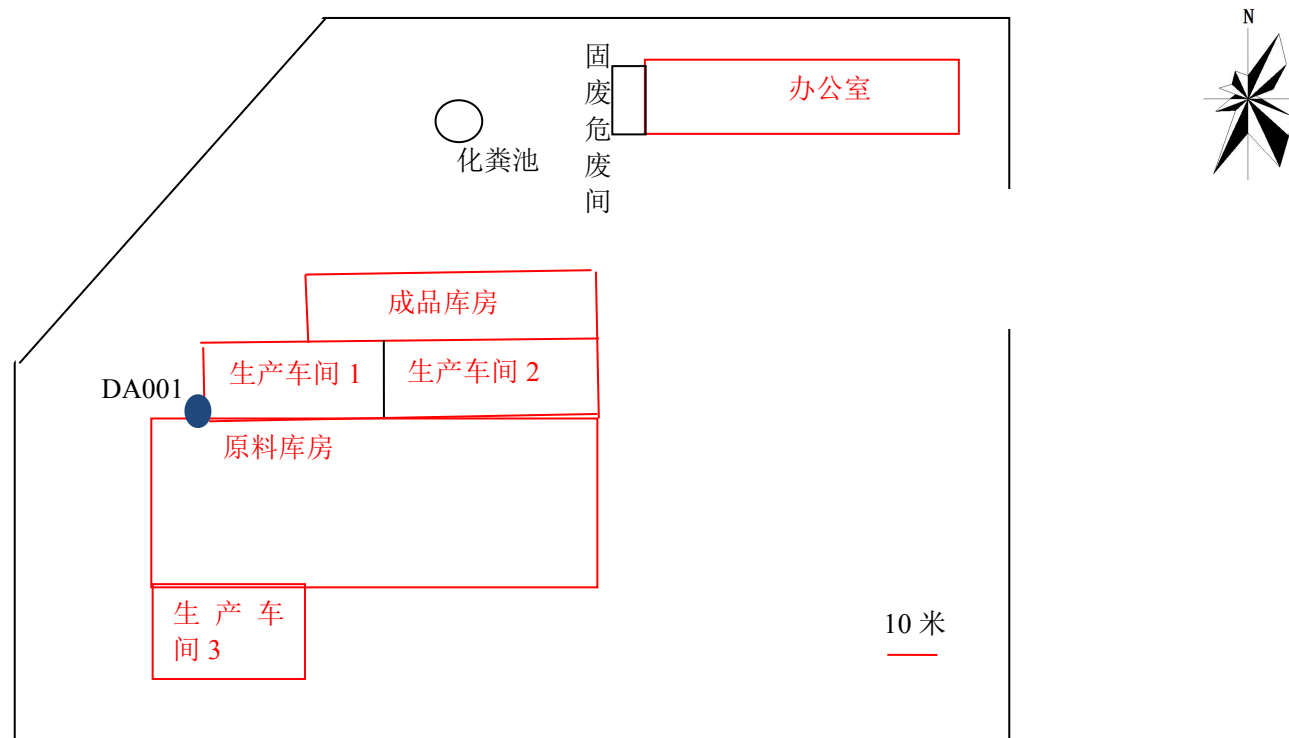 N
固
废
危
废
间
办公室
化粪池
成品库房
生产车间 1
生产车间 2
DA001
原料库房
生 产 车
间 3
10 米